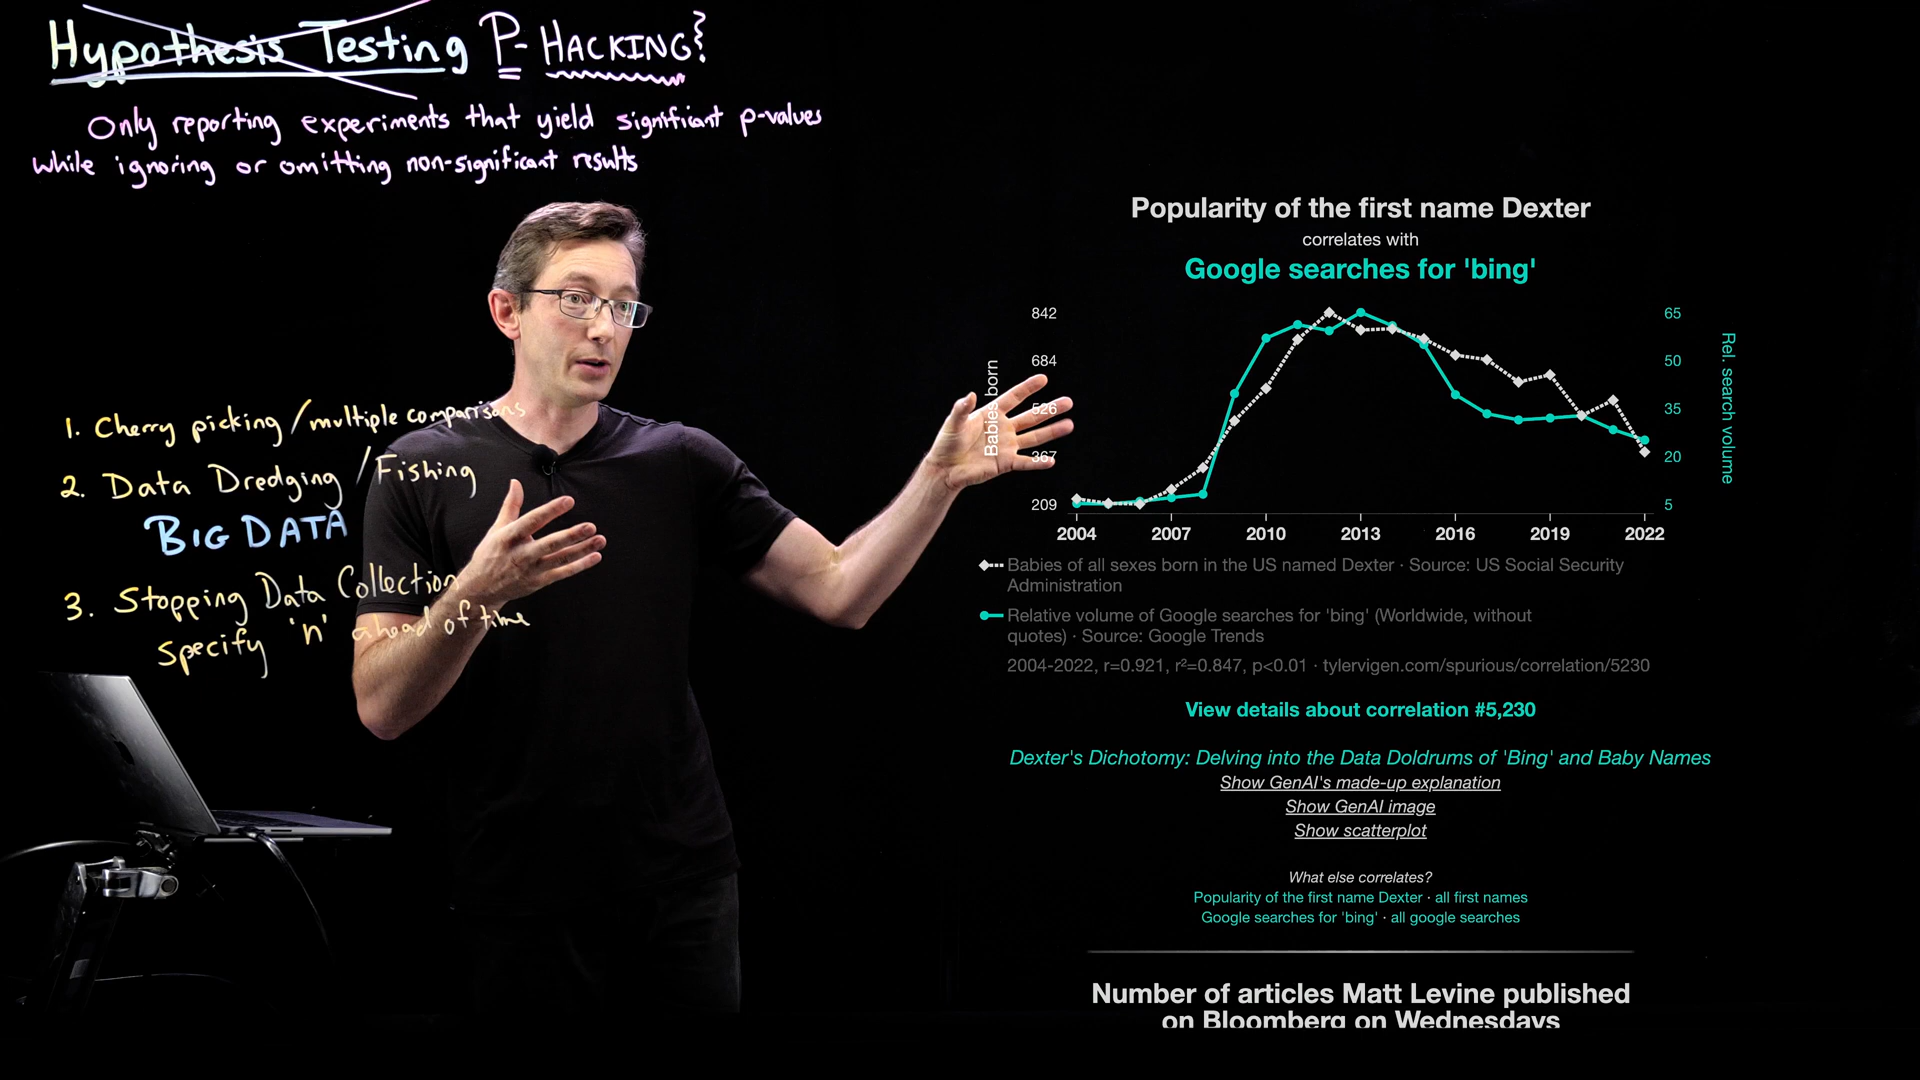 Hypothesis Testing P-HACKING
Only reporting experiments that yield significant p-values
while ignoring or omitting non-significant results
1. Cherry picking / multiple comparisons
2. Data Dredging / Fishing
BIG DATA
3. Stopping Data Collection
specify 'n' ahead of time
Popularity of the first name Dexter
correlates with
Google searches for 'bing'
842
684
526
367
209
Babies born
65
50
35
20
5
Rel. search volume
2004 2007 2010 2013 2016 2019 2022
Babies of all sexes born in the US named Dexter · Source: US Social Security
Administration
Relative volume of Google searches for 'bing' (Worldwide, without
quotes) · Source: Google Trends
2004-2022, r=0.921, r²=0.847, p<0.01 · tylervigen.com/spurious/correlation/5230
View details about correlation #5,230
Dexter's Dichotomy: Delving into the Data Doldrums of 'Bing' and Baby Names
Show GenAI's made-up explanation
Show GenAI image
Show scatterplot
What else correlates?
Popularity of the first name Dexter · all first names
Google searches for 'bing' · all google searches
Number of articles Matt Levine published
on Bloomberg on Wednesdays